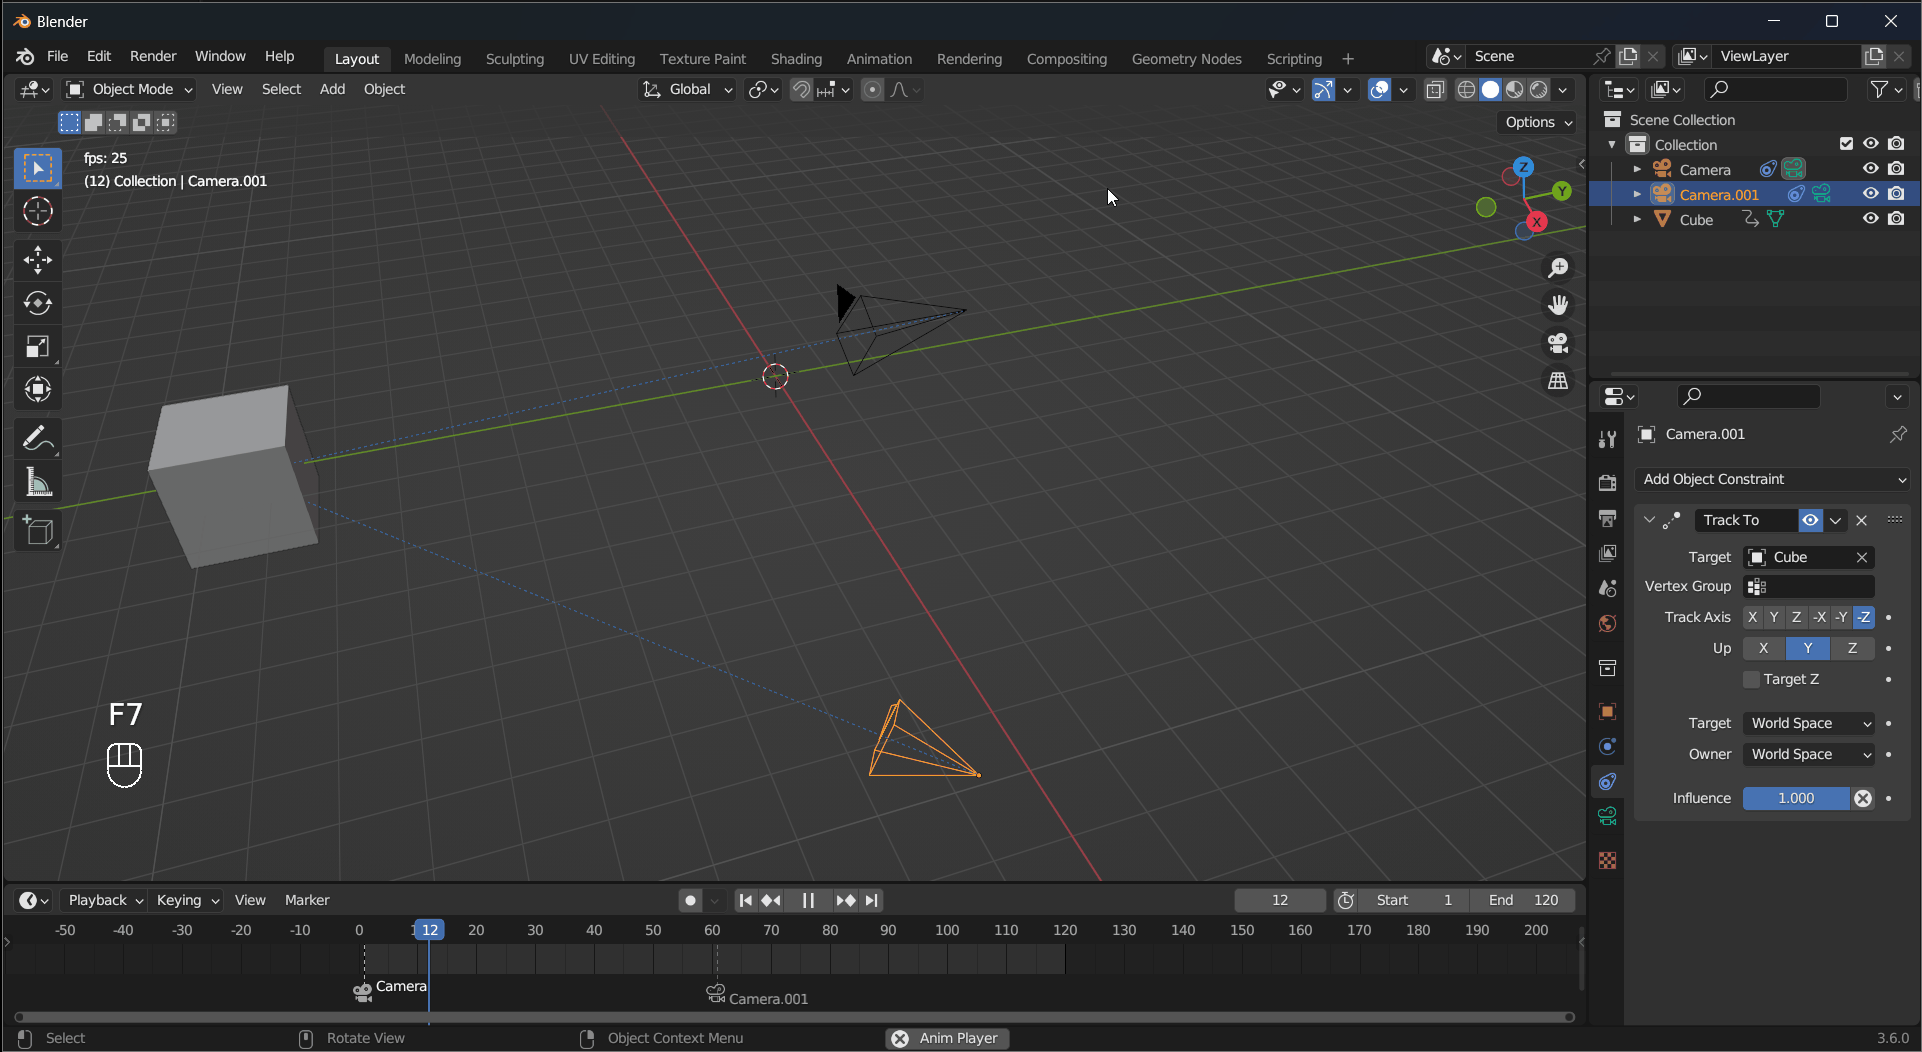 Blender
File Edit Render Window Help Layout Modeling Sculpting UV Editing Texture Paint Shading Animation Rendering Compositing Geometry Nodes Scripting + Scene ViewLayer
Object Mode View Select Add Object Global
Options
fps: 25
(12) Collection | Camera.001
Z
Y
X
F7
Scene Collection
Collection
Camera
Camera.001
Cube
Camera.001
Add Object Constraint
Track To
Target Cube
Vertex Group
Track Axis X Y Z -X -Y -Z
Up X Y Z
Target Z
Target World Space
Owner World Space
Influence 1.000
Playback Keying View Marker 12 Start 1 End 120
-50 -40 -30 -20 -10 0 12 20 30 40 50 60 70 80 90 100 110 120 130 140 150 160 170 180 190 200
Camera
Camera.001
Select Rotate View Object Context Menu Anim Player 3.6.0